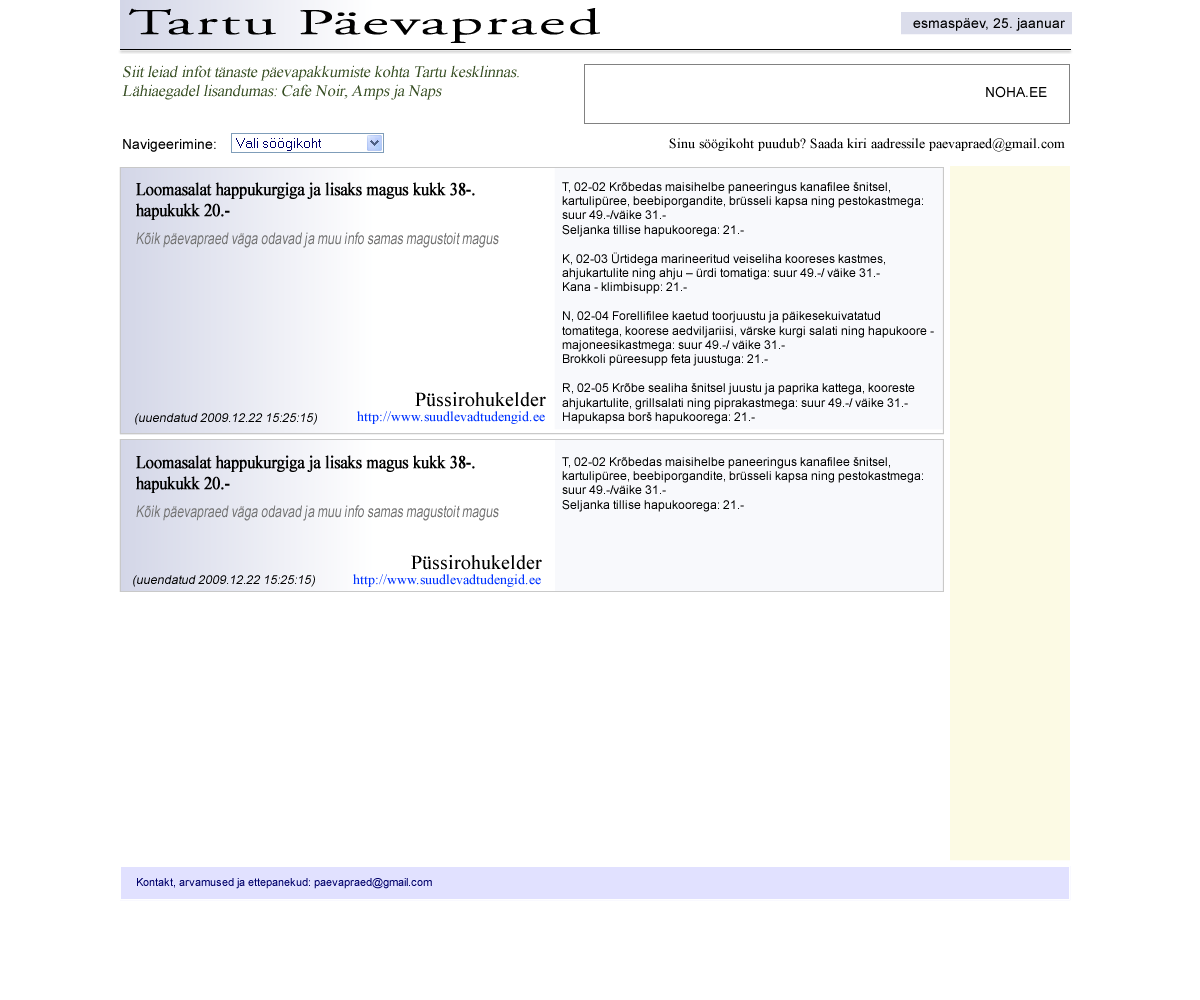 Tartu Päevapraed
esmaspäev, 25. jaanuar
Siit leiad infot tänaste päevapakkumiste kohta Tartu kesklinnas.
Lähiaegadel lisandumas: Cafe Noir, Amps ja Naps
NOHA.EE
Navigeerimine:
Vali söögikoht
Sinu söögikoht puudub? Saada kiri aadressile paevapraed@gmail.com
Loomasalat happukurgiga ja lisaks magus kukk 38-.
hapukukk 20.-
Kõik päevapraed väga odavad ja muu info samas magustoit magus
Püssirohukelder
(uuendatud 2009.12.22 15:25:15)
http://www.suudlevadtudengid.ee
T, 02-02 Krõbedas maisihelbe paneeringus kanafilee šnitsel,
kartulipüree, beebiporgandite, brüsseli kapsa ning pestokastmega:
suur 49.-/väike 31.-
Seljanka tillise hapukoorega: 21.-
K, 02-03 Ürtidega marineeritud veiseliha kooreses kastmes,
ahjukartulite ning ahju – ürdi tomatiga: suur 49.-/ väike 31.-
Kana - klimbisupp: 21.-
N, 02-04 Forellifilee kaetud toorjuustu ja päikesekuivatatud
tomatitega, koorese aedviljariisi, värske kurgi salati ning hapukoore -
majoneesikastmega: suur 49.-/ väike 31.-
Brokkoli püreesupp feta juustuga: 21.-
R, 02-05 Krõbe sealiha šnitsel juustu ja paprika kattega, kooreste
ahjukartulite, grillsalati ning piprakastmega: suur 49.-/ väike 31.-
Hapukapsa borš hapukoorega: 21.-
Loomasalat happukurgiga ja lisaks magus kukk 38-.
hapukukk 20.-
Kõik päevapraed väga odavad ja muu info samas magustoit magus
Püssirohukelder
(uuendatud 2009.12.22 15:25:15)
http://www.suudlevadtudengid.ee
T, 02-02 Krõbedas maisihelbe paneeringus kanafilee šnitsel,
kartulipüree, beebiporgandite, brüsseli kapsa ning pestokastmega:
suur 49.-/väike 31.-
Seljanka tillise hapukoorega: 21.-
Kontakt, arvamused ja ettepanekud: paevapraed@gmail.com